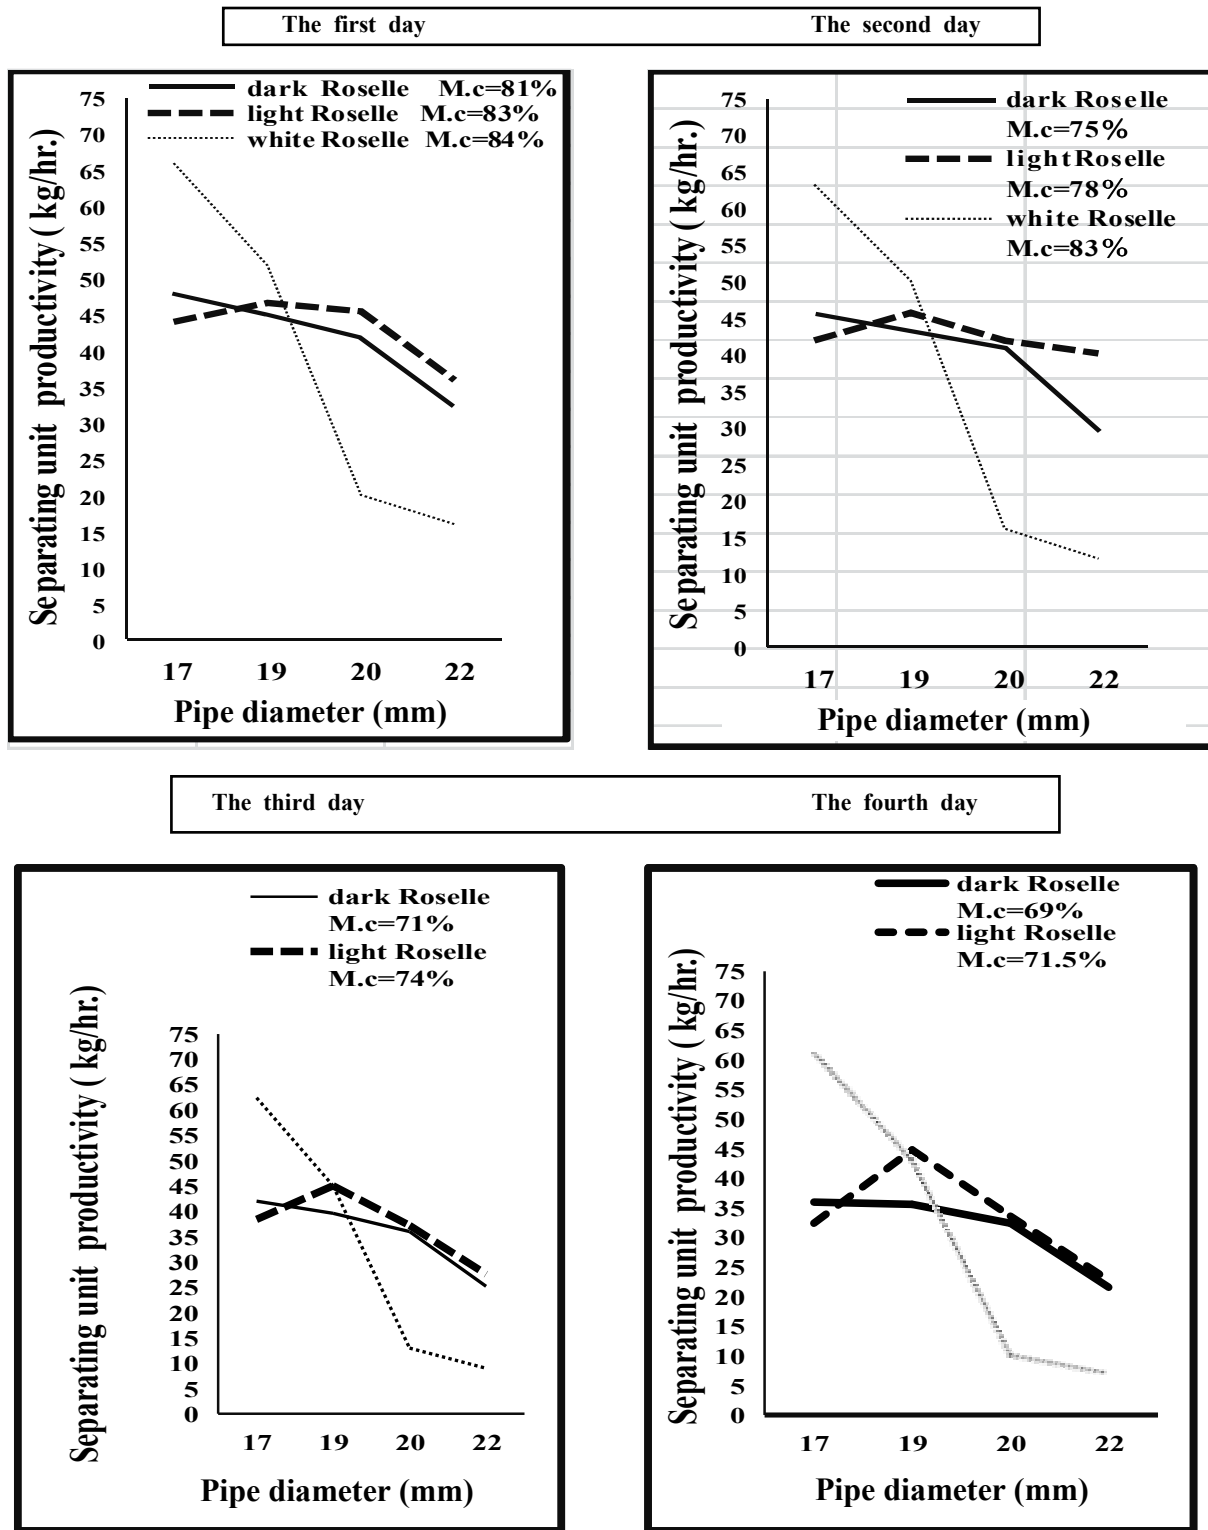 The first day The second day
dark Roselle M.c=81%
light Roselle M.c=83%
white Roselle M.c=84%
Separating unit productivity ( kg/hr.)
75
70
65
60
55
50
45
40
35
30
25
20
15
10
5
0
17 19 20 22
Pipe diameter (mm)
dark Roselle
M.c=75%
light Roselle
M.c=78%
white Roselle
M.c=83%
Separating unit productivity ( kg/hr.)
75
70
65
60
55
50
45
40
35
30
25
20
15
10
5
0
17 19 20 22
Pipe diameter (mm)
The third day The fourth day
dark Roselle
M.c=71%
light Roselle
M.c=74%
Separating unit productivity ( kg/hr.)
75
70
65
60
55
50
45
40
35
30
25
20
15
10
5
0
17 19 20 22
Pipe diameter (mm)
dark Roselle
M.c=69%
light Roselle
M.c=71.5%
Separating unit productivity ( kg/hr.)
75
70
65
60
55
50
45
40
35
30
25
20
15
10
5
0
17 19 20 22
Pipe diameter (mm)